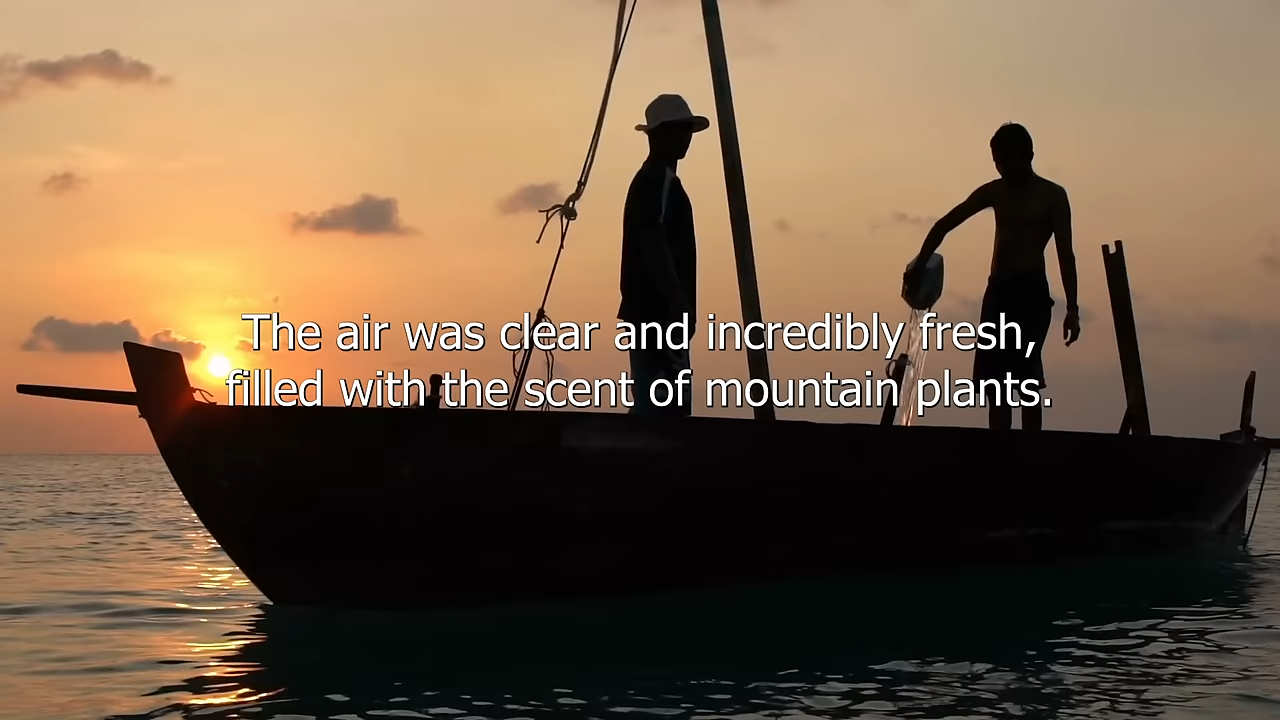 The air was clear and incredibly fresh,
filled with the scent of mountain plants.